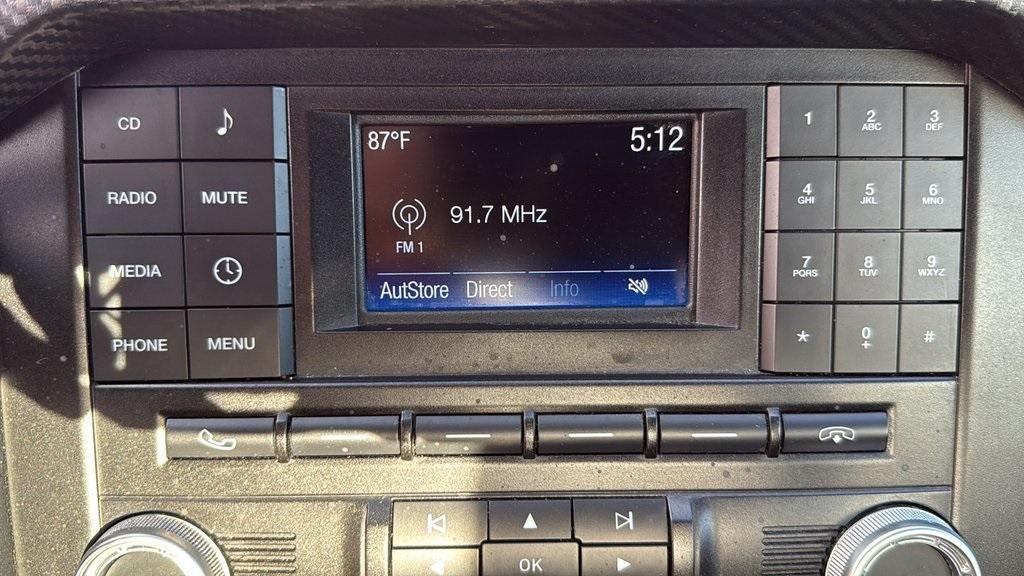 87°F 5:12
91.7 MHz
FM 1
AutStore Direct Info
CD
RADIO MUTE
MEDIA
PHONE MENU
1 2 ABC 3 DEF
4 GHI 5 JKL 6 MNO
7 PQRS 8 TUV 9 WXYZ
* 0 + #
OK